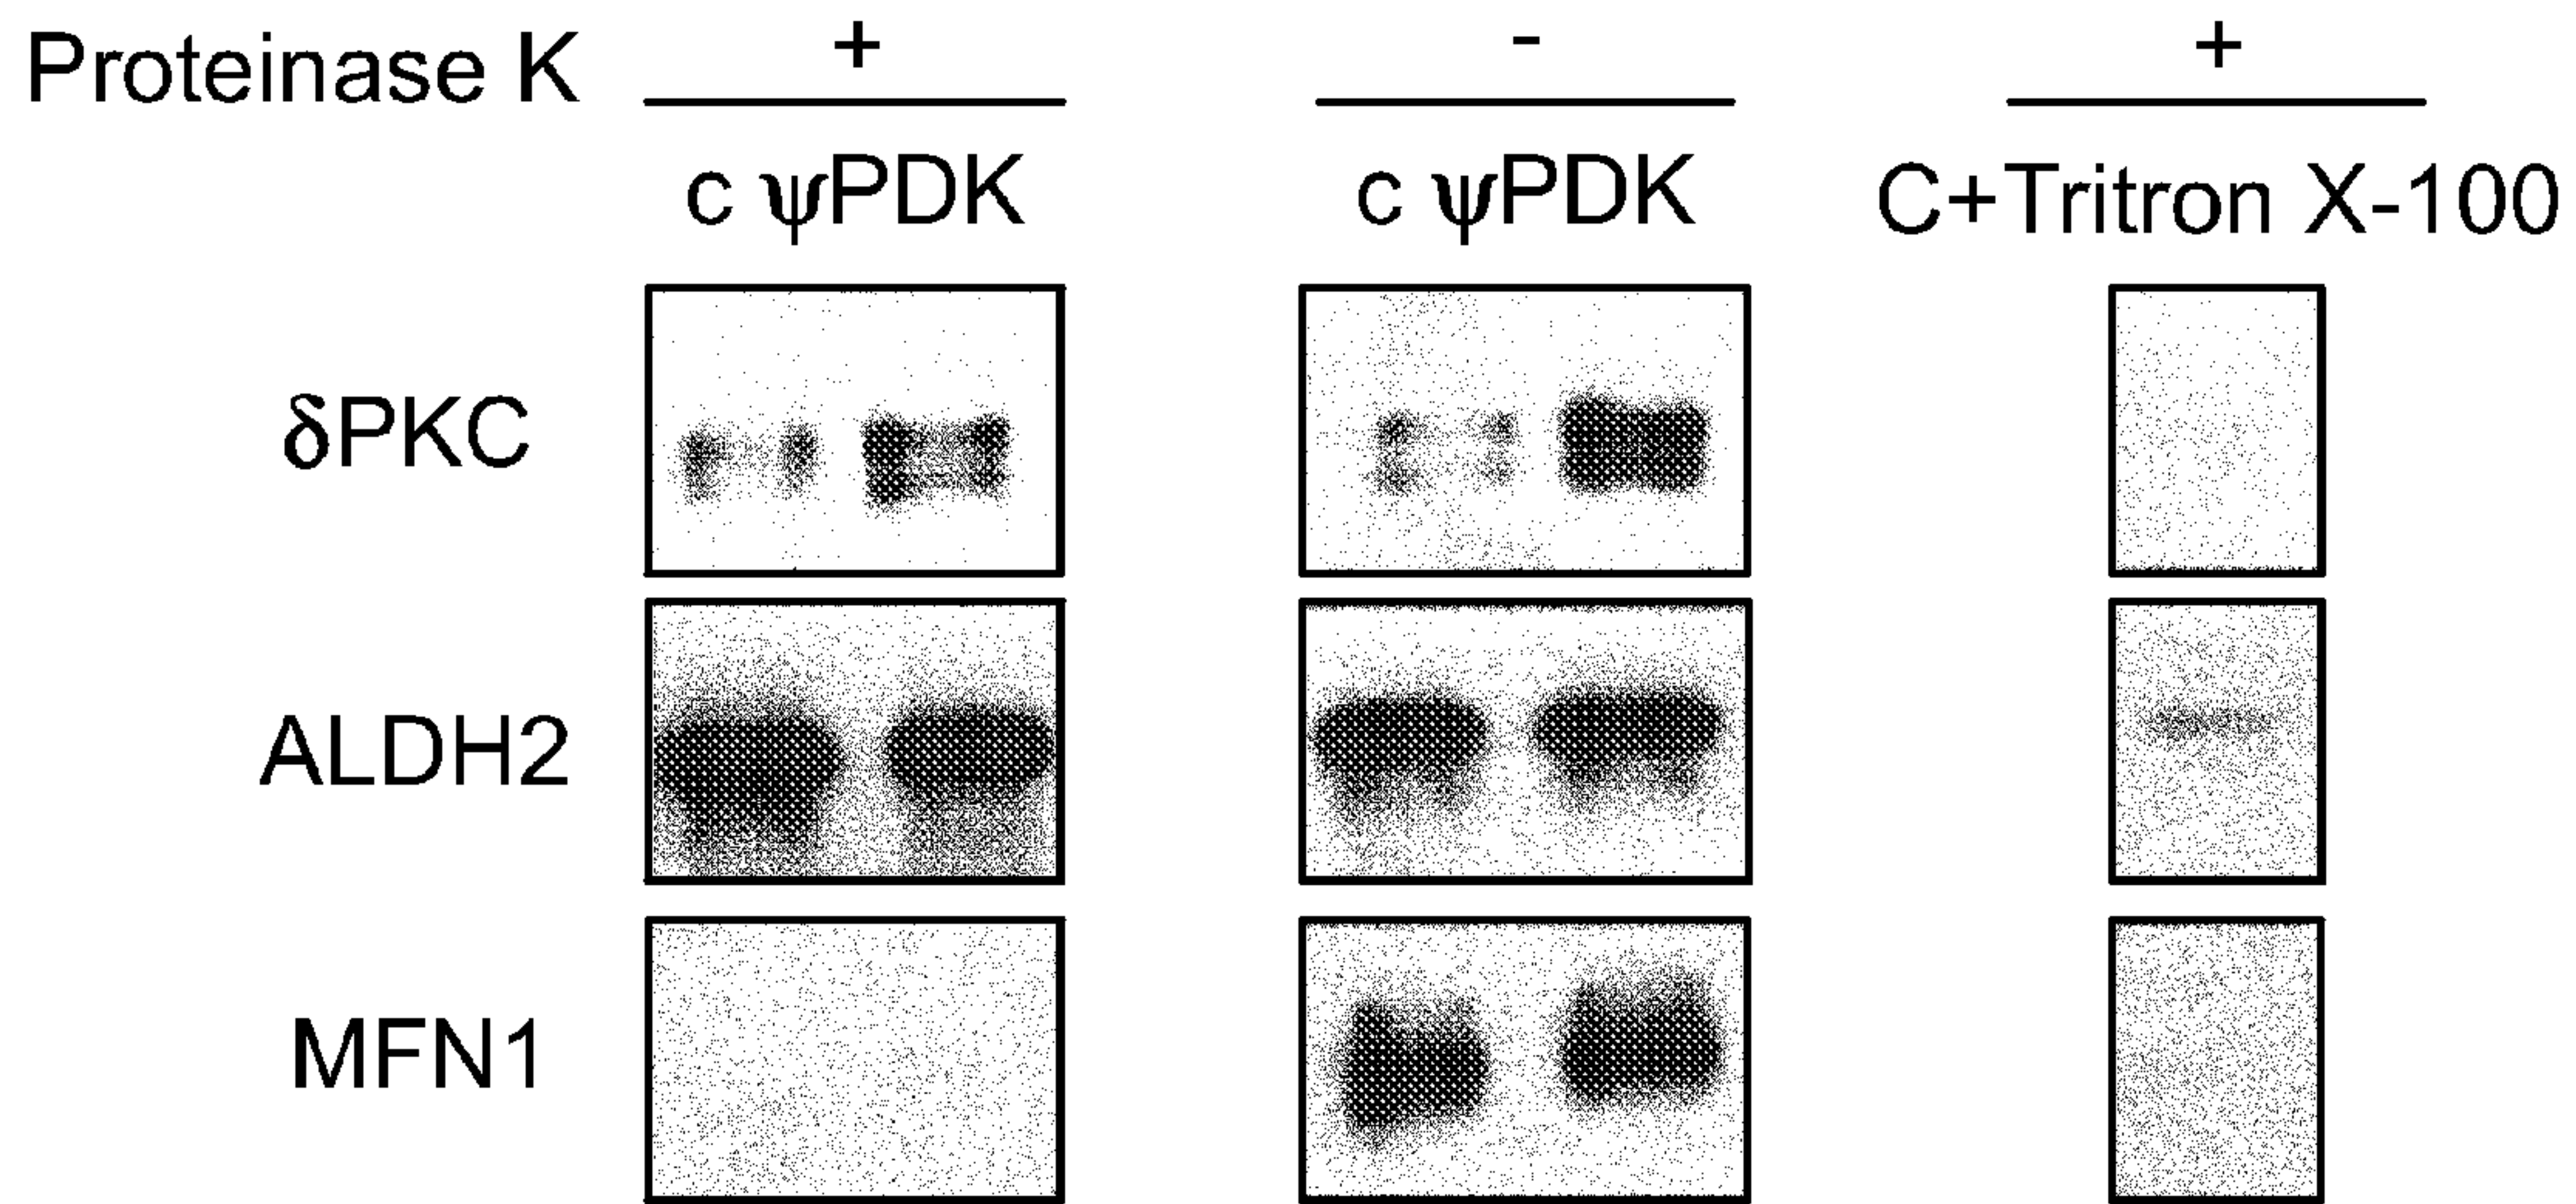 Proteinase K + - +
c ψPDK c ψPDK C+Tritron X-100
δPKC
ALDH2
MFN1